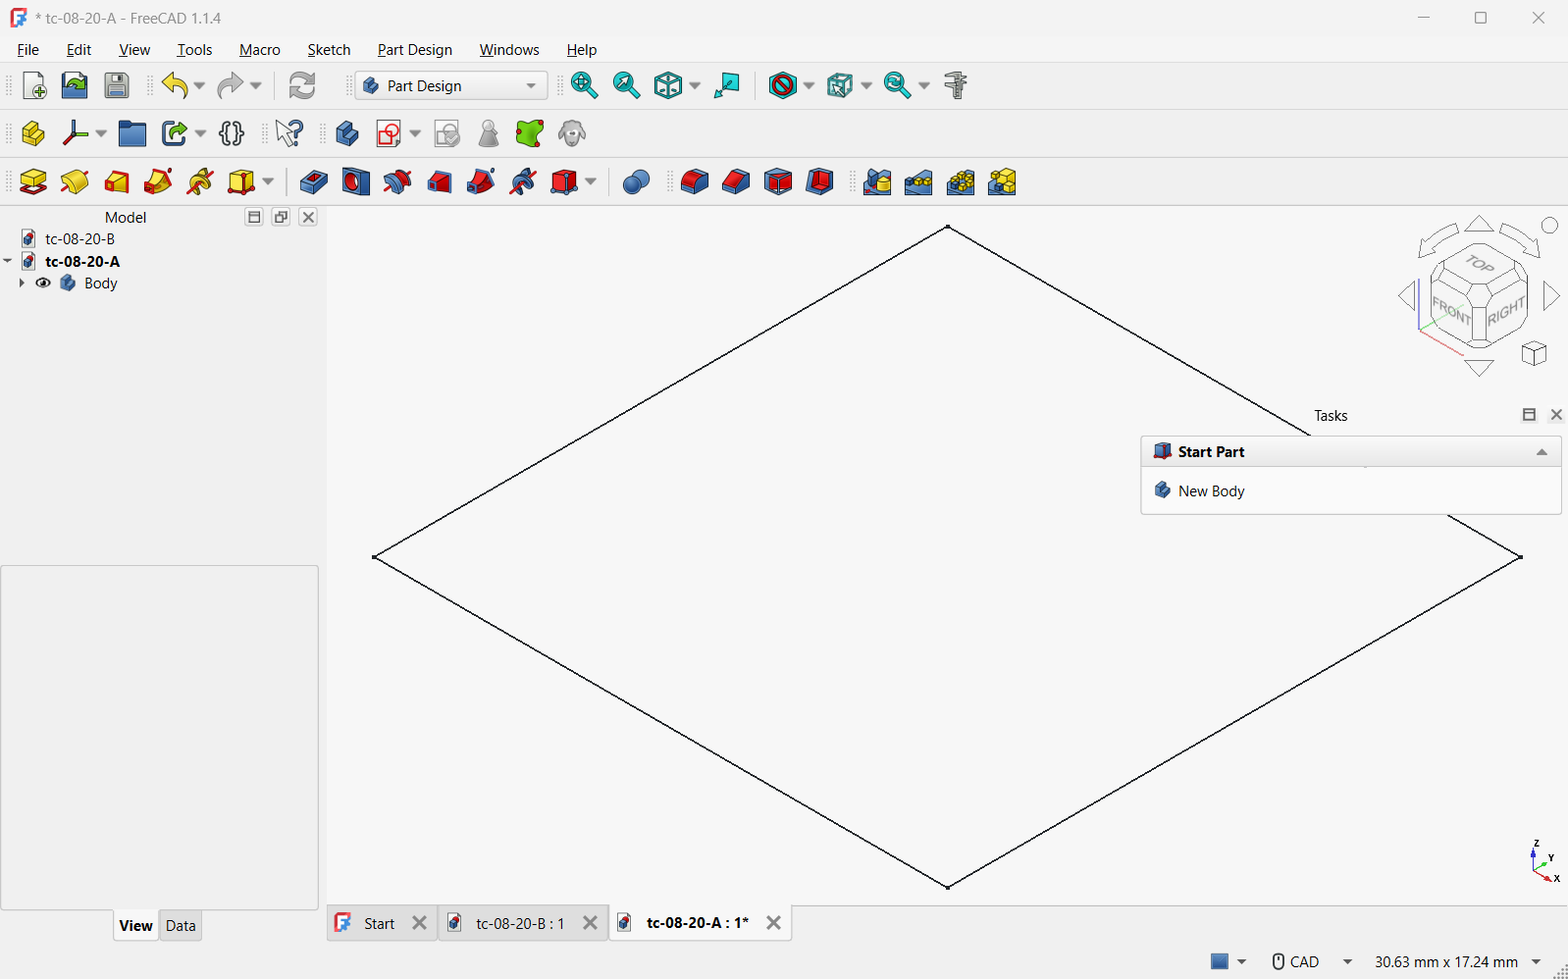 * tc-08-20-A - FreeCAD 1.1.4
File Edit View Tools Macro Sketch Part Design Windows Help
Part Design
Model
tc-08-20-B
tc-08-20-A
Body
TOP
FRONT
RIGHT
Tasks
Start Part
New Body
Z
Y
X
View Data
Start tc-08-20-B : 1 tc-08-20-A : 1*
CAD 30.63 mm x 17.24 mm